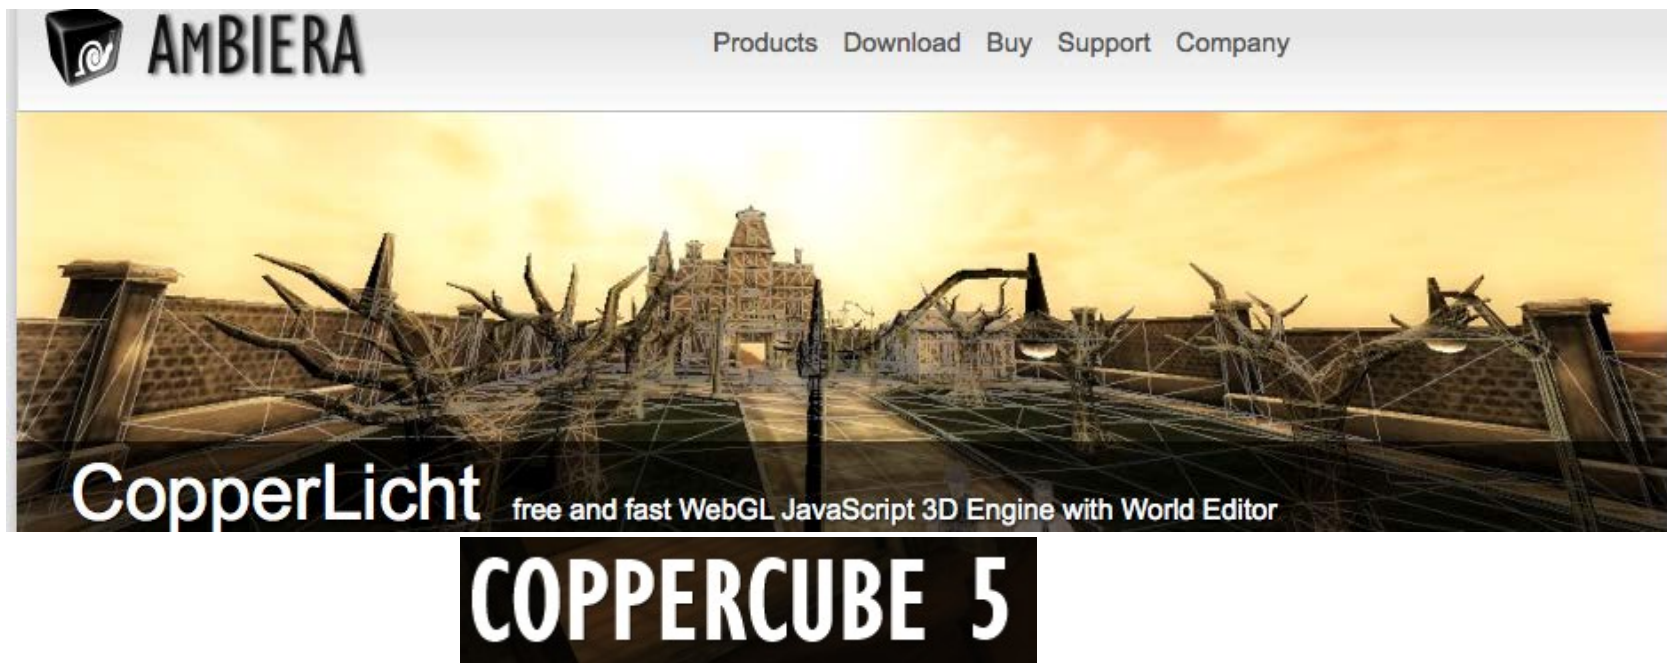 AMBIERA
Products Download Buy Support Company
CopperLicht free and fast WebGL JavaScript 3D Engine with World Editor
COPPERCUBE 5